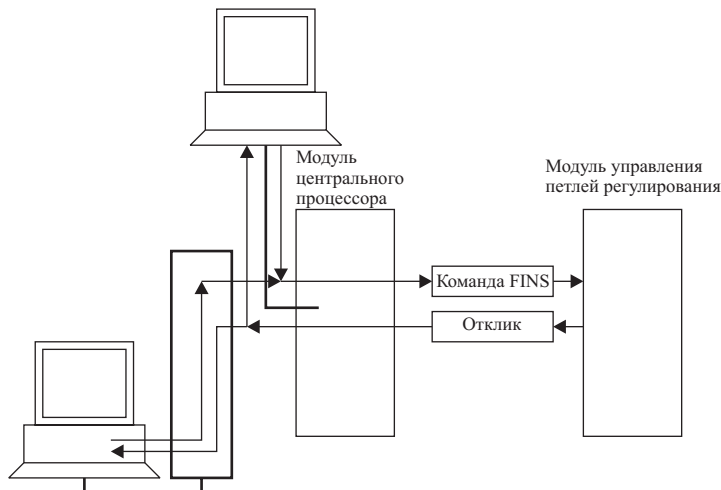 Модуль
центрального
процессора
Модуль управления
петлей регулирования
Команда FINS
Отклик